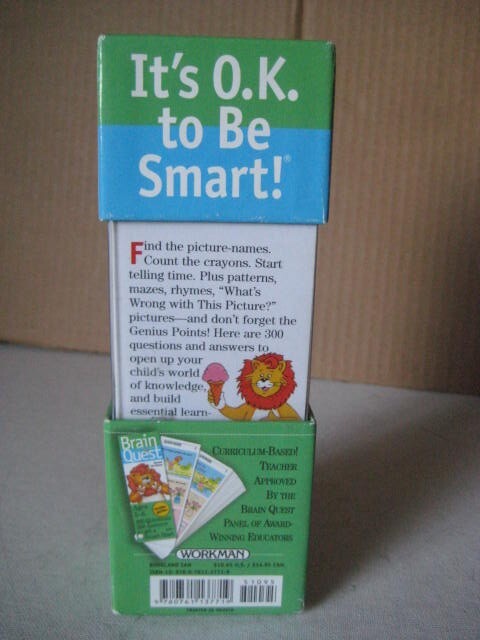 It's O.K.
to Be
Smart!®
Find the picture-names.
Count the crayons. Start
telling time. Plus patterns,
mazes, rhymes, "What's
Wrong with This Picture?"
pictures—and don't forget the
Genius Points! Here are 300
questions and answers to
open up your
child's world
of knowledge,
and build
essential learn-
Brain
Quest
CURRICULUM-BASED!
TEACHER
APPROVED
BY THE
BRAIN QUEST
PANEL OF AWARD-
WINNING EDUCATORS
WORKMAN
51095